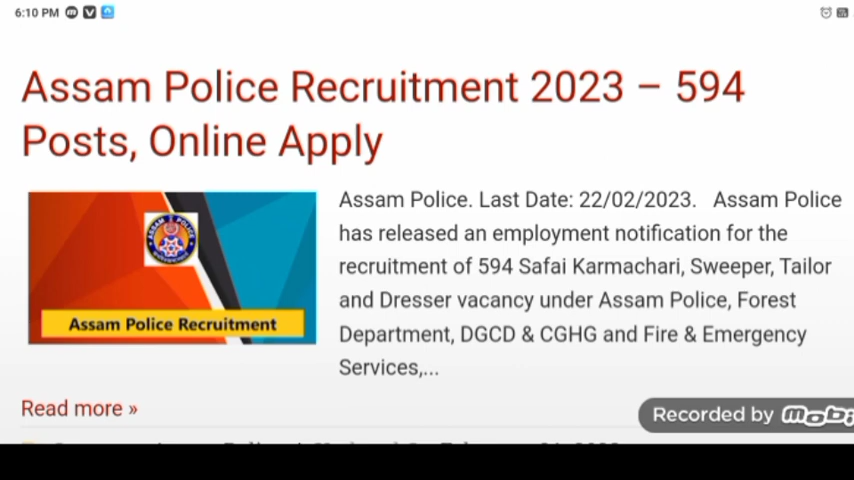 6:10 PM
Assam Police Recruitment 2023 – 594
Posts, Online Apply
Assam Police. Last Date: 22/02/2023. Assam Police
has released an employment notification for the
recruitment of 594 Safai Karmachari, Sweeper, Tailor
and Dresser vacancy under Assam Police, Forest
Department, DGCD & CGHG and Fire & Emergency
Services,...
ASSAM POLICE
Assam Police Recruitment
Read more »
Recorded by